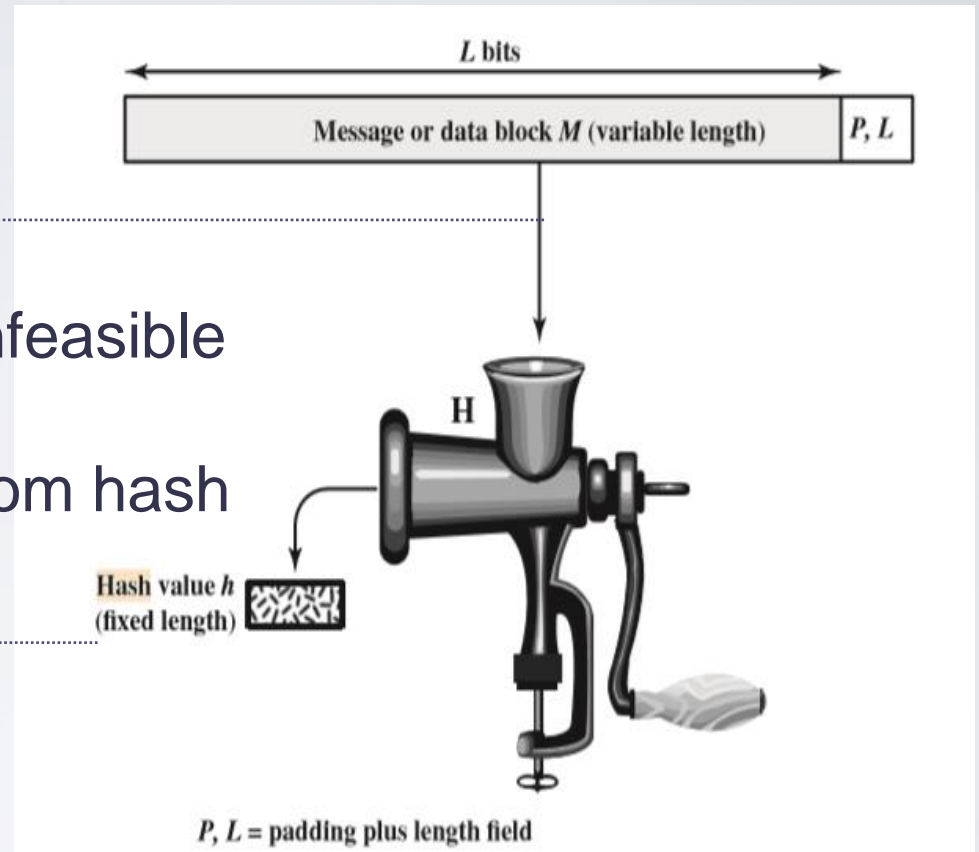 L bits
Message or data block M (variable length) P, L
nfeasible
H
om hash
Hash value h
(fixed length)
P, L = padding plus length field